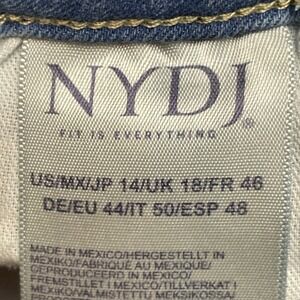 NYDJ®
FIT IS EVERYTHING
US/MX/JP 14/UK 18/FR 46
DE/EU 44/IT 50/ESP 48
MADE IN MEXICO/HERGESTELLT IN
MEXIKO/FABRIQUÉ AU MEXIQUE/
GEPRODUCEERD IN MEXICO/
FREMSTILLET I MEXICO/TILLVERKAT I
MEXIKO/VALMISTETTU MEKSIKOSSA